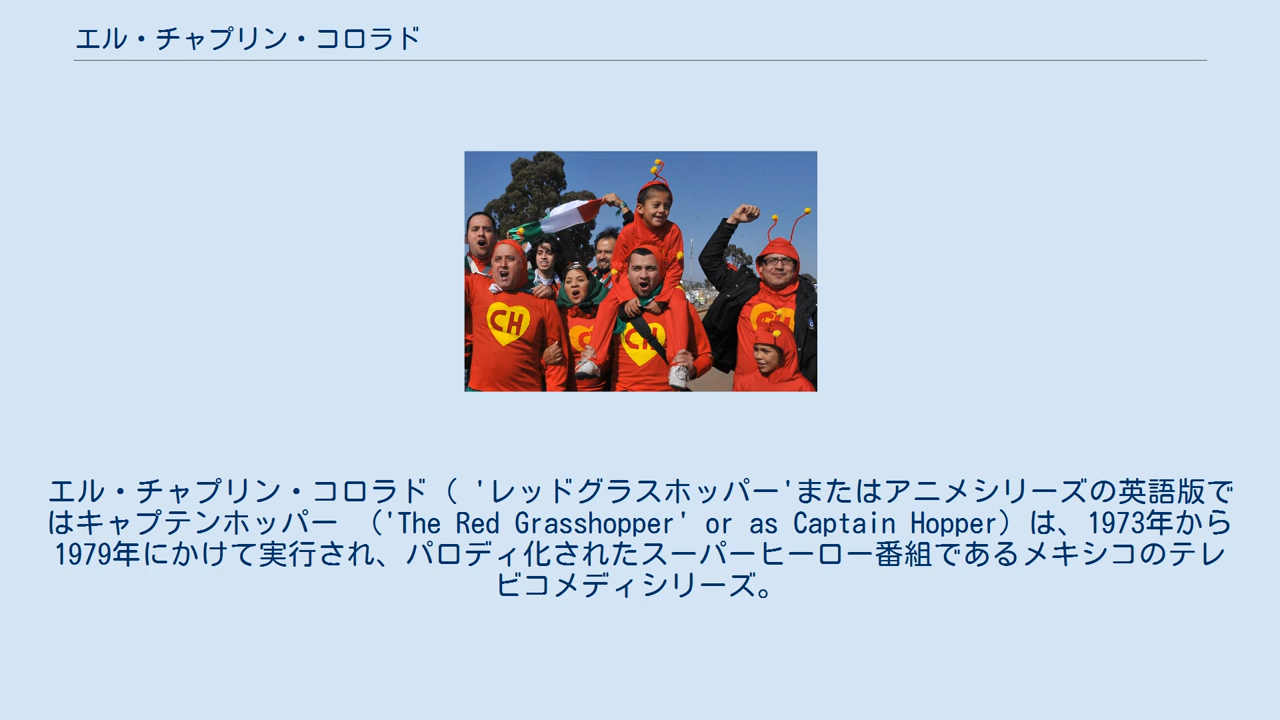 エル・チャプリン・コロラド
CH
CH
CH
エル・チャプリン・コロラド（ 'レッドグラスホッパー'またはアニメシリーズの英語版で
はキャプテンホッパー （'The Red Grasshopper' or as Captain Hopper）は、1973年から
1979年にかけて実行され、パロディ化されたスーパーヒーロー番組であるメキシコのテレ
ビコメディシリーズ。